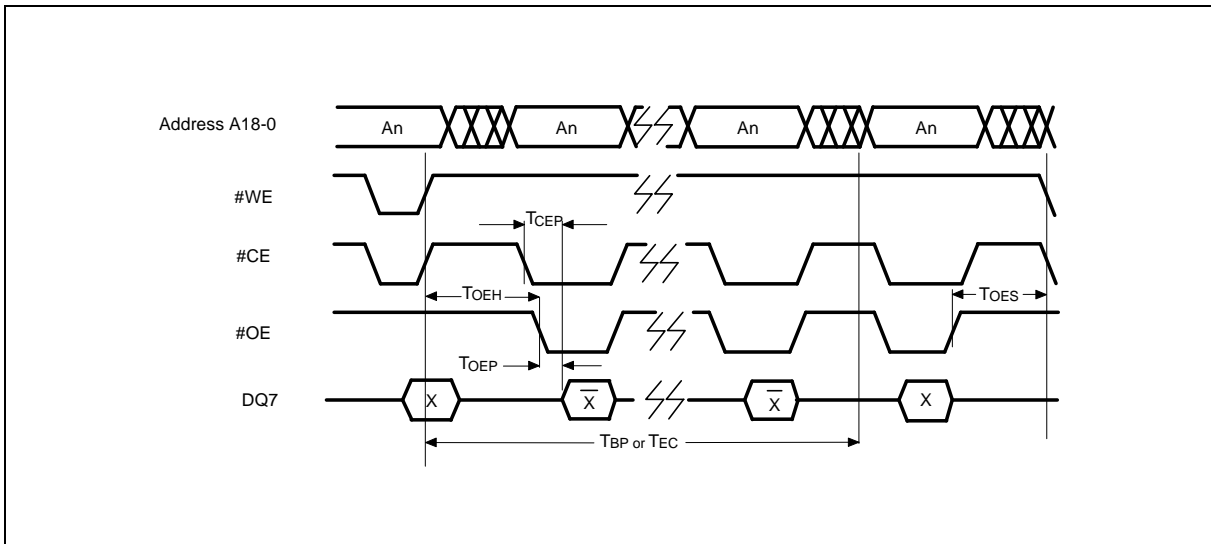 Address A18-0 An An An An
#WE
TCEP
#CE
TOEH TOES
#OE
TOEP
DQ7 X X̅ X̅ X
TBP or TEC